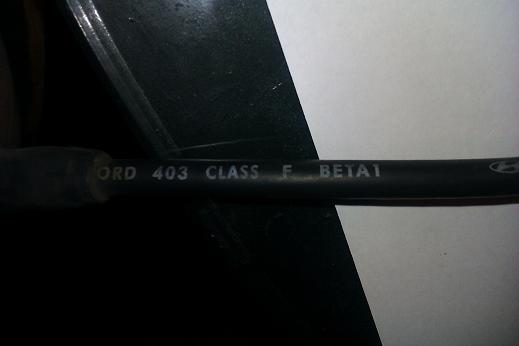 ORD 403 CLASS F BETA1